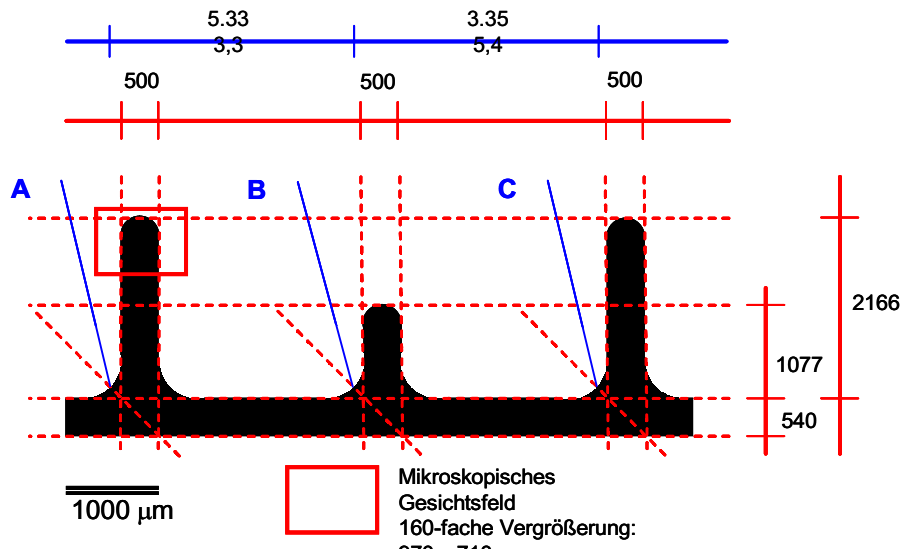 5.33
3,3
3.35
5,4
500
500
500
A
B
C
2166
1077
540
1000 μm
Mikroskopisches
Gesichtsfeld
160-fache Vergrößerung: